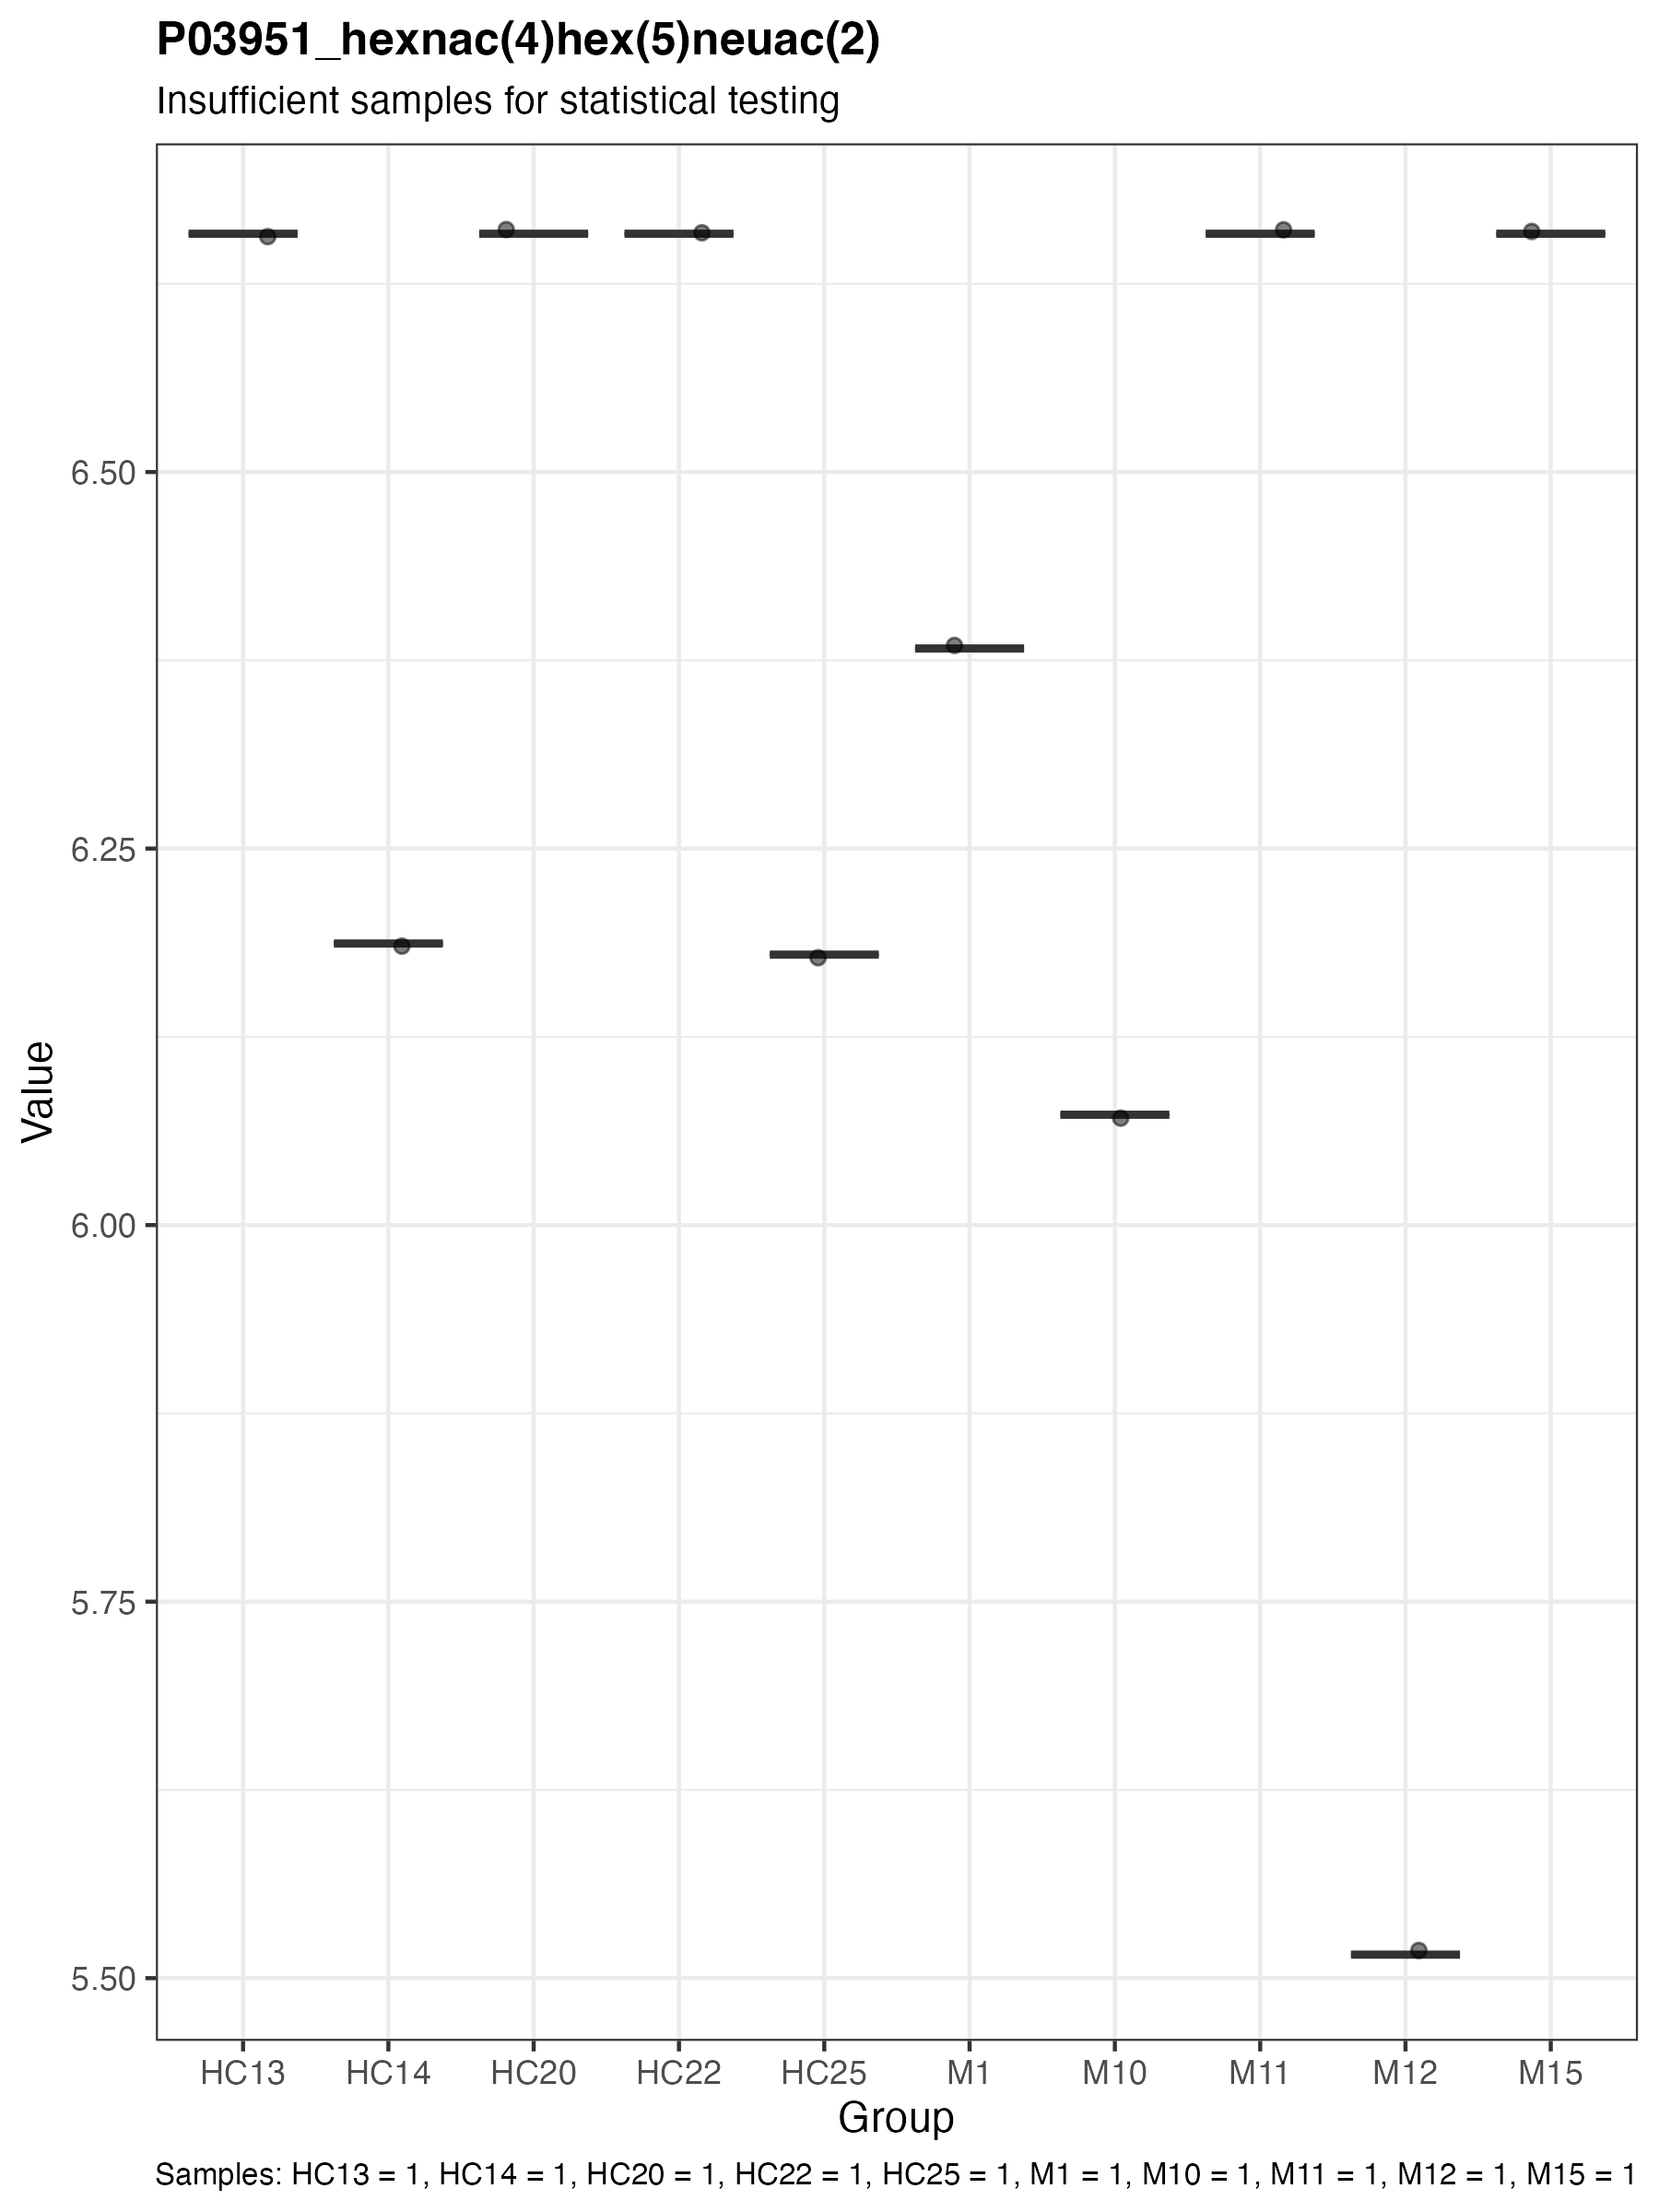 P03951_hexnac(4)hex(5)neuac(2)
Insufficient samples for statistical testing
Value
6.50
6.25
6.00
5.75
5.50
HC13 HC14 HC20 HC22 HC25 M1 M10 M11 M12 M15
Group
Samples: HC13 = 1, HC14 = 1, HC20 = 1, HC22 = 1, HC25 = 1, M1 = 1, M10 = 1, M11 = 1, M12 = 1, M15 = 1